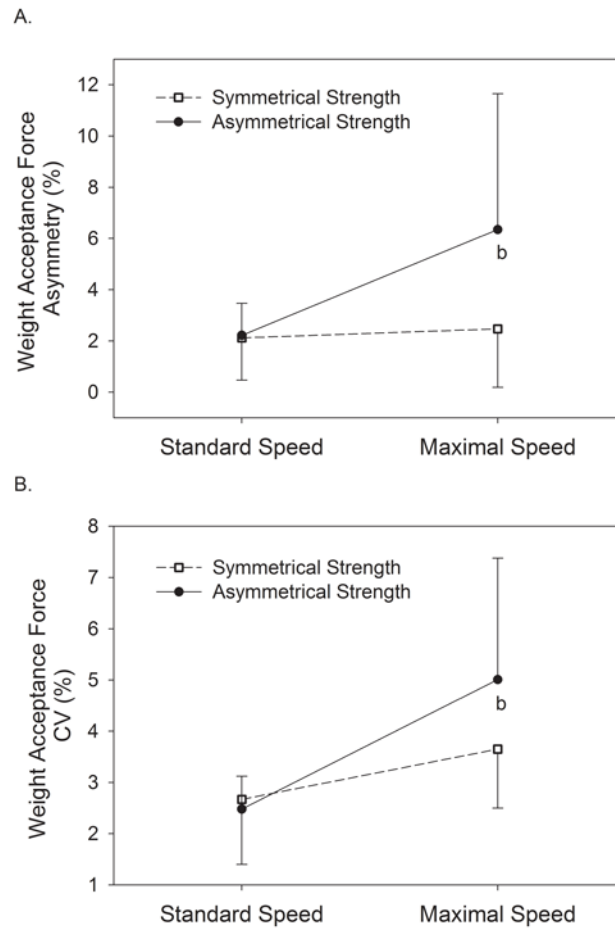 A.
12
10
8
6
4
2
0
Weight Acceptance Force
Asymmetry (%)
Symmetrical Strength
Asymmetrical Strength
b
Standard Speed
Maximal Speed
B.
8
7
6
5
4
3
2
1
Weight Acceptance Force
CV (%)
Symmetrical Strength
Asymmetrical Strength
b
Standard Speed
Maximal Speed